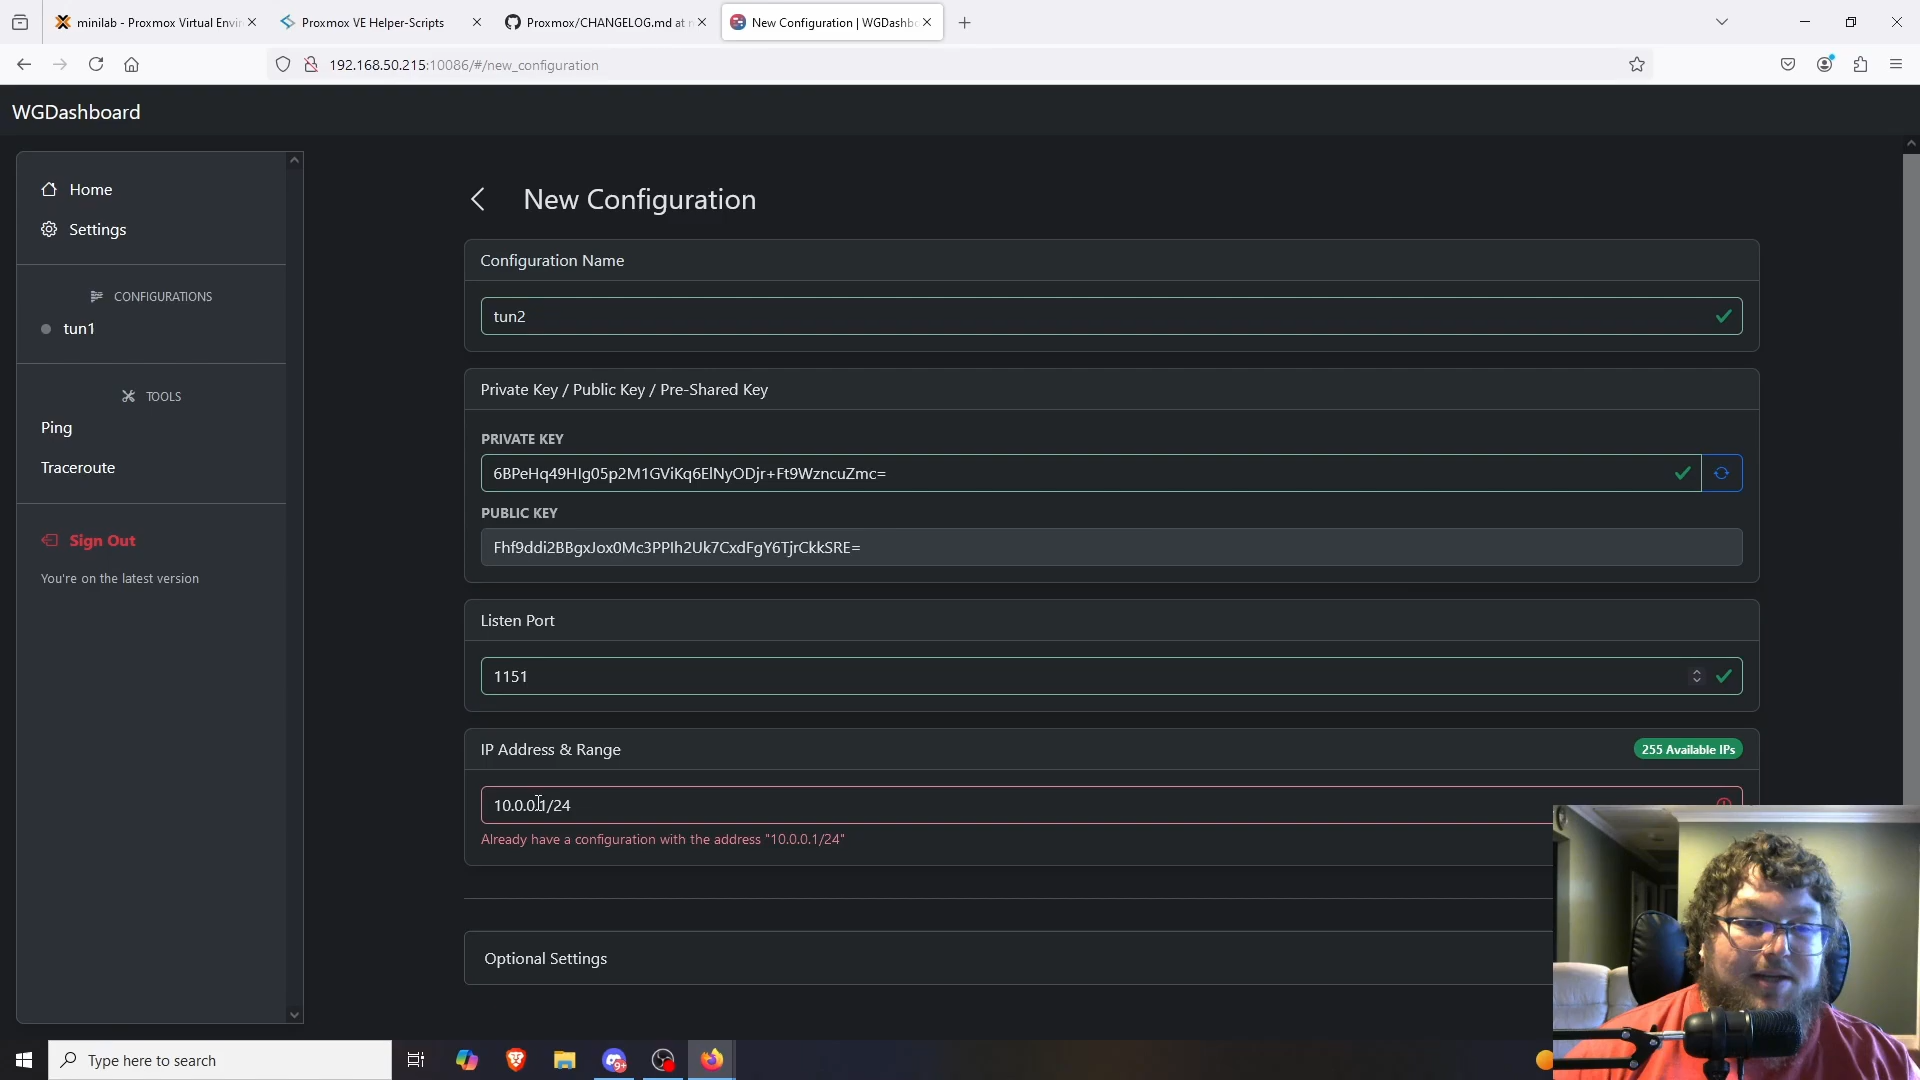 minilab - Proxmox Virtual Envir
Proxmox VE Helper-Scripts
Proxmox/CHANGELOG.md at
New Configuration | WGDashbo
192.168.50.215:10086/#/new_configuration
WGDashboard
Home
Settings
CONFIGURATIONS
tun1
TOOLS
Ping
Traceroute
Sign Out
You're on the latest version
New Configuration
Configuration Name
tun2
Private Key / Public Key / Pre-Shared Key
PRIVATE KEY
6BPeHq49HIg05p2M1GViKq6ElNyODjr+Ft9WzncuZmc=
PUBLIC KEY
Fhf9ddi2BBgxJox0Mc3PPIh2Uk7CxdFgY6TjrCkkSRE=
Listen Port
1151
IP Address & Range
255 Available IPs
10.0.0.1/24
Already have a configuration with the address "10.0.0.1/24"
Optional Settings
Type here to search